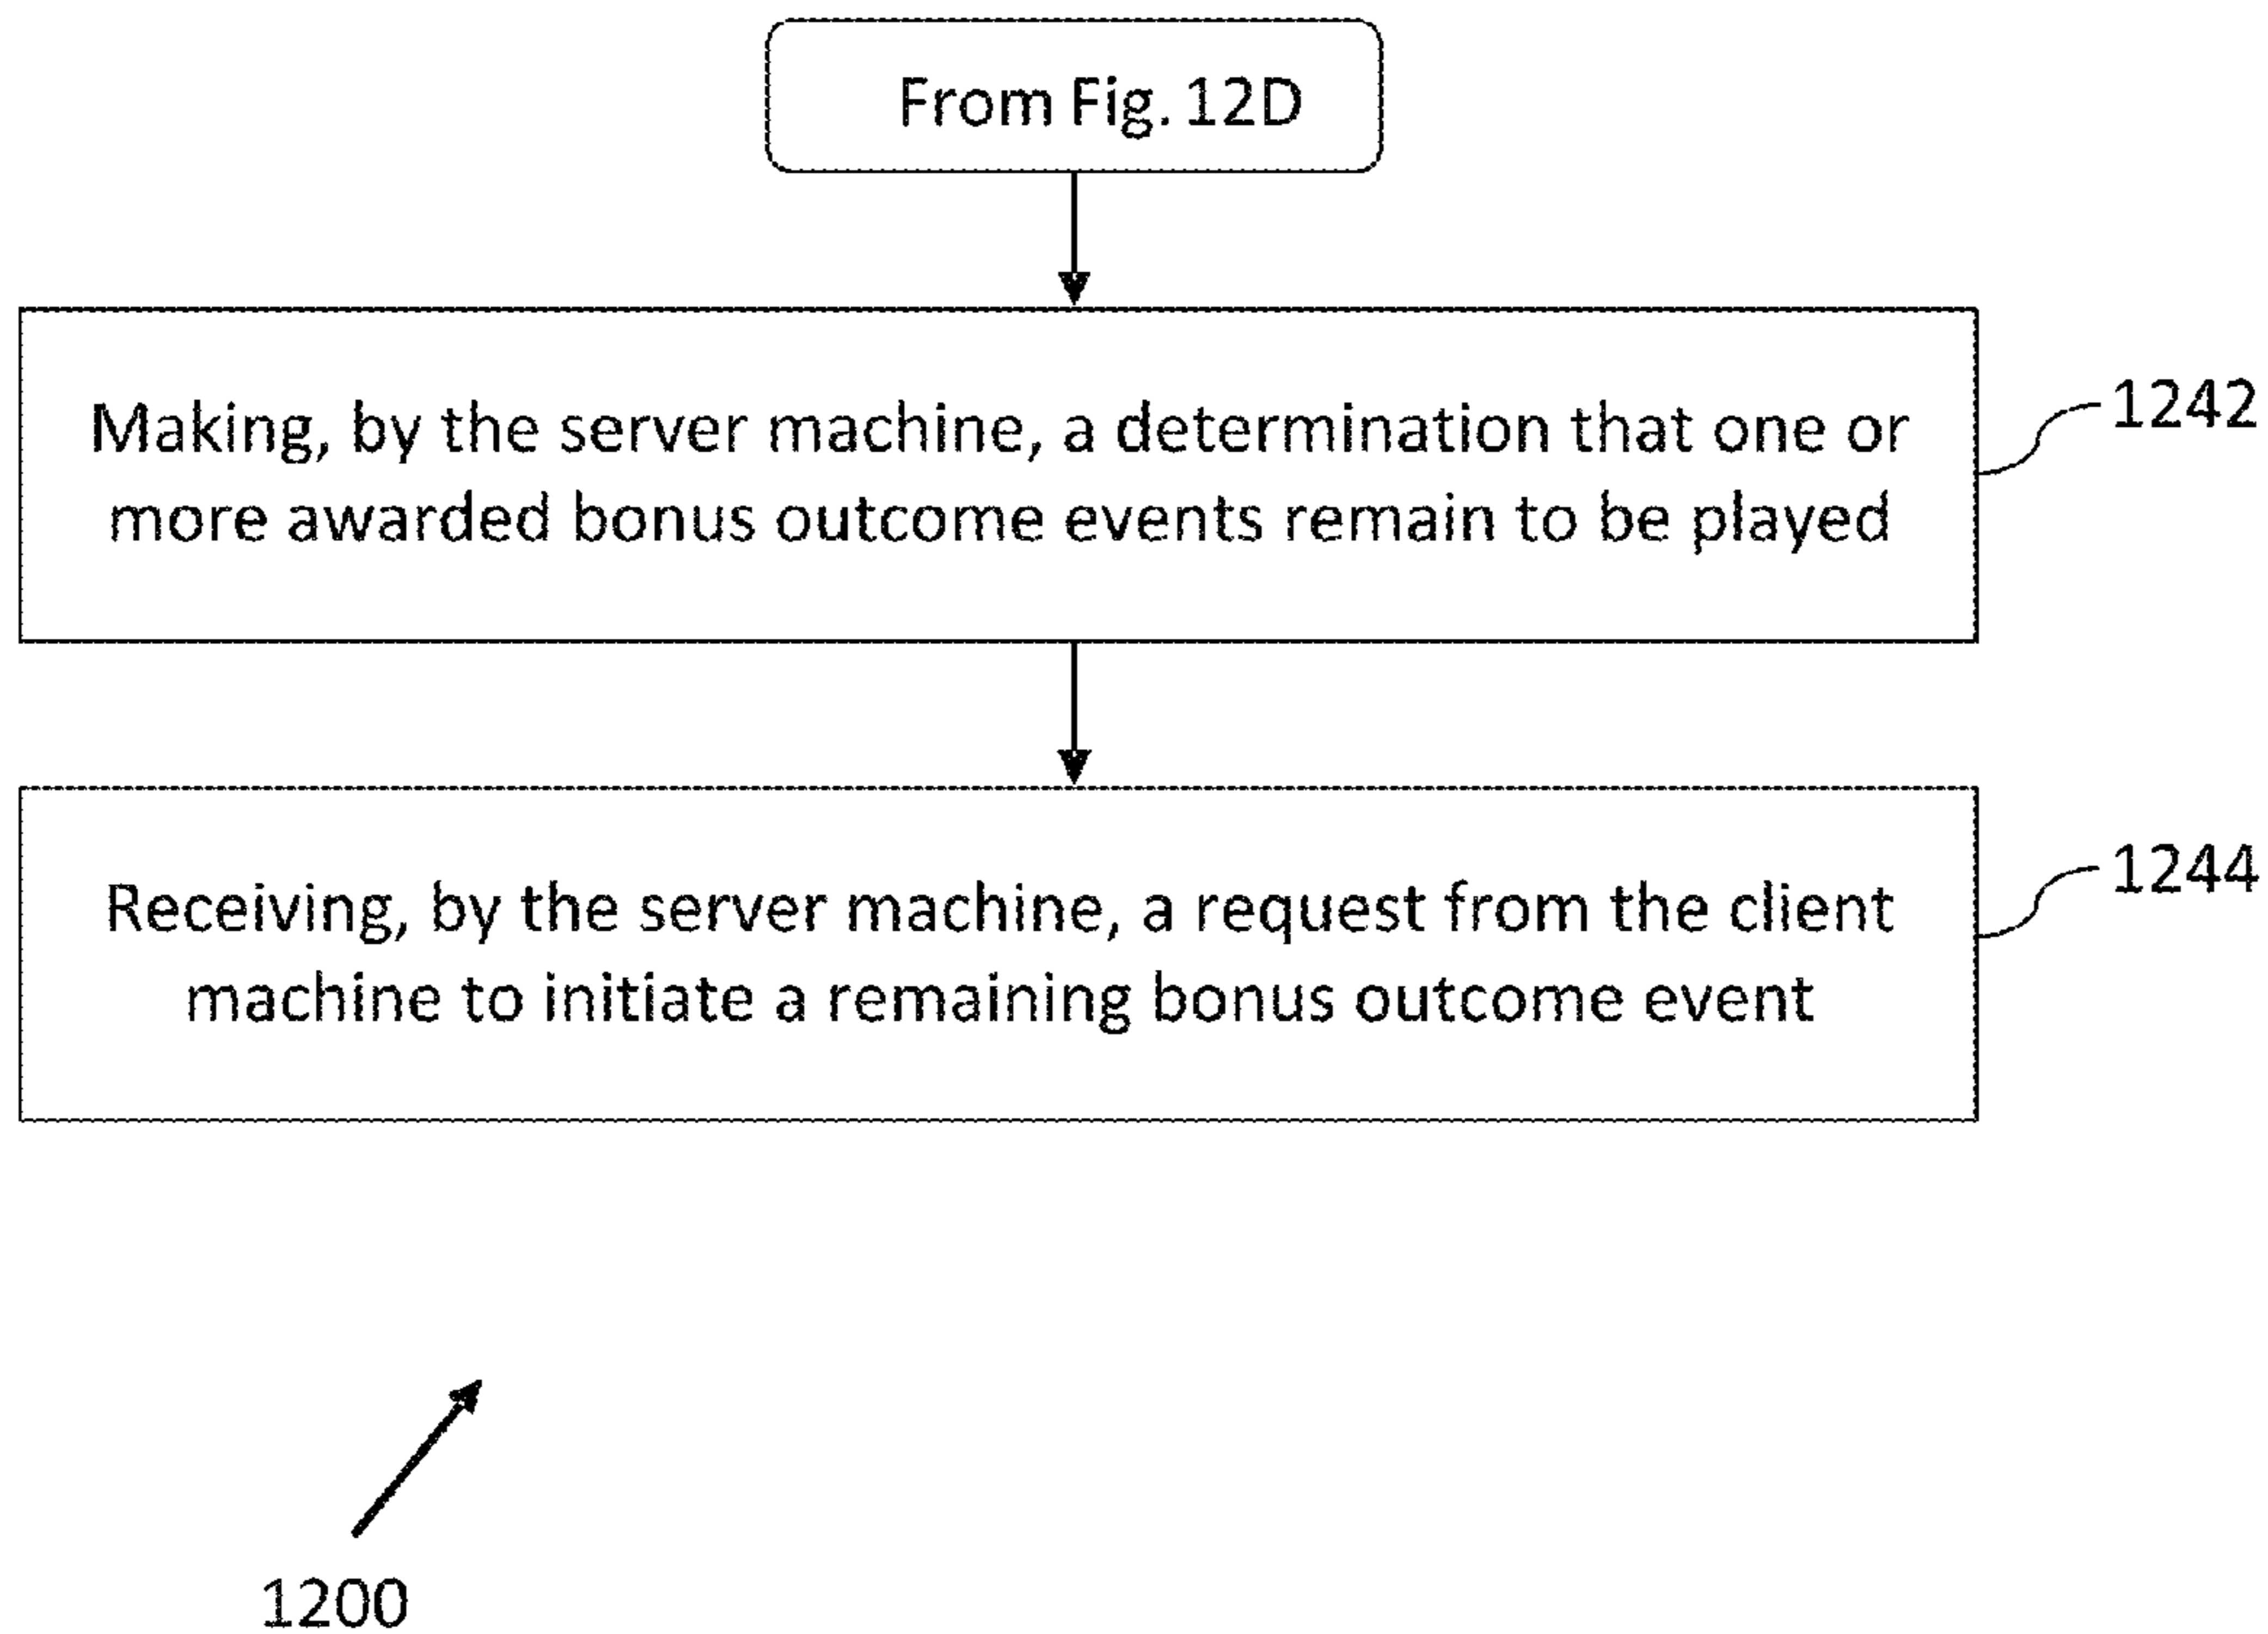 From Fig. 12D
Making, by the server machine, a determination that one or
more awarded bonus outcome events remain to be played
1242
Receiving, by the server machine, a request from the client
machine to initiate a remaining bonus outcome event
1244
1200